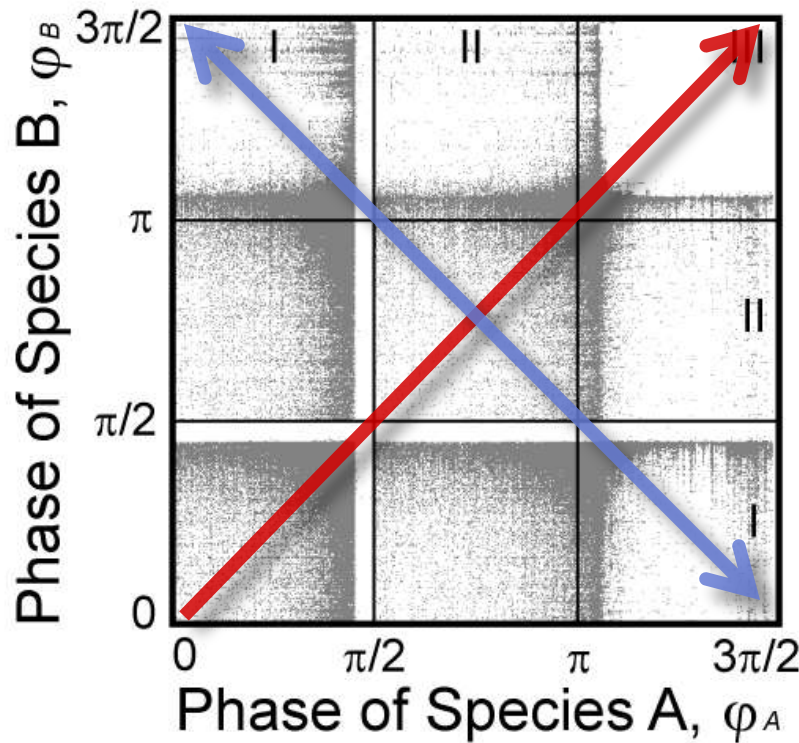 3π/2
I
II
III
π
II
π/2
I
0
0
π/2
π
3π/2
Phase of Species B, φB
Phase of Species A, φA